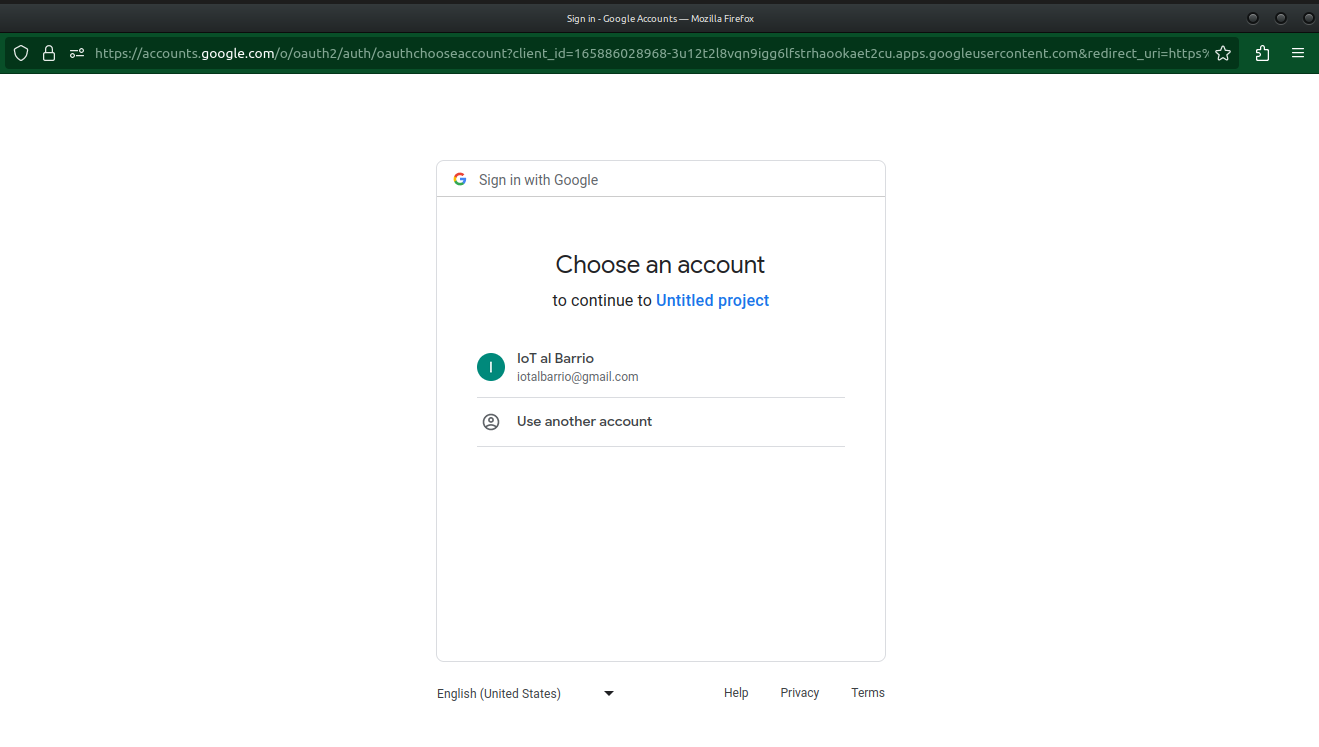 Sign in - Google Accounts — Mozilla Firefox
https://accounts.google.com/o/oauth2/auth/oauthchooseaccount?client_id=165886028968-3u12t2l8vqn9igg6lfstrhaookaet2cu.apps.googleusercontent.com&redirect_uri=https%
Sign in with Google
Choose an account
to continue to Untitled project
I
IoT al Barrio
iotalbarrio@gmail.com
Use another account
English (United States)
Help Privacy Terms